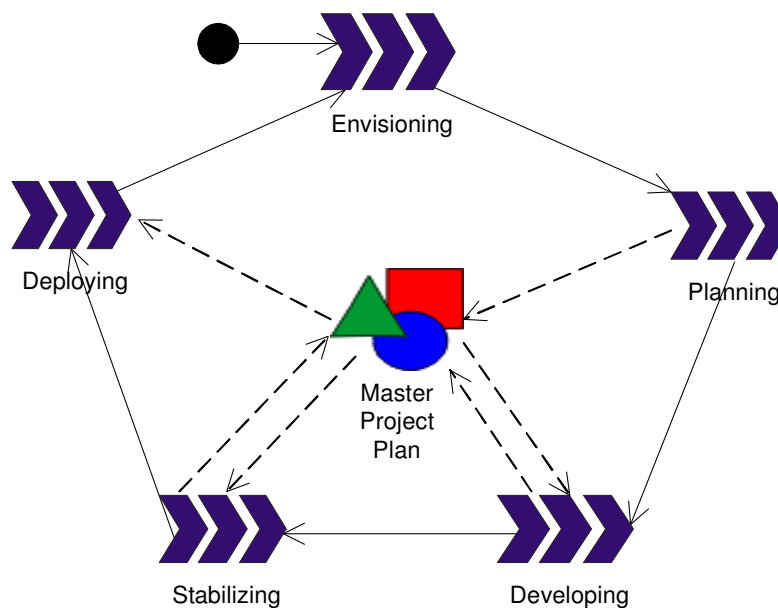 Envisioning
Deploying
Planning
Master
Project
Plan
Stabilizing
Developing